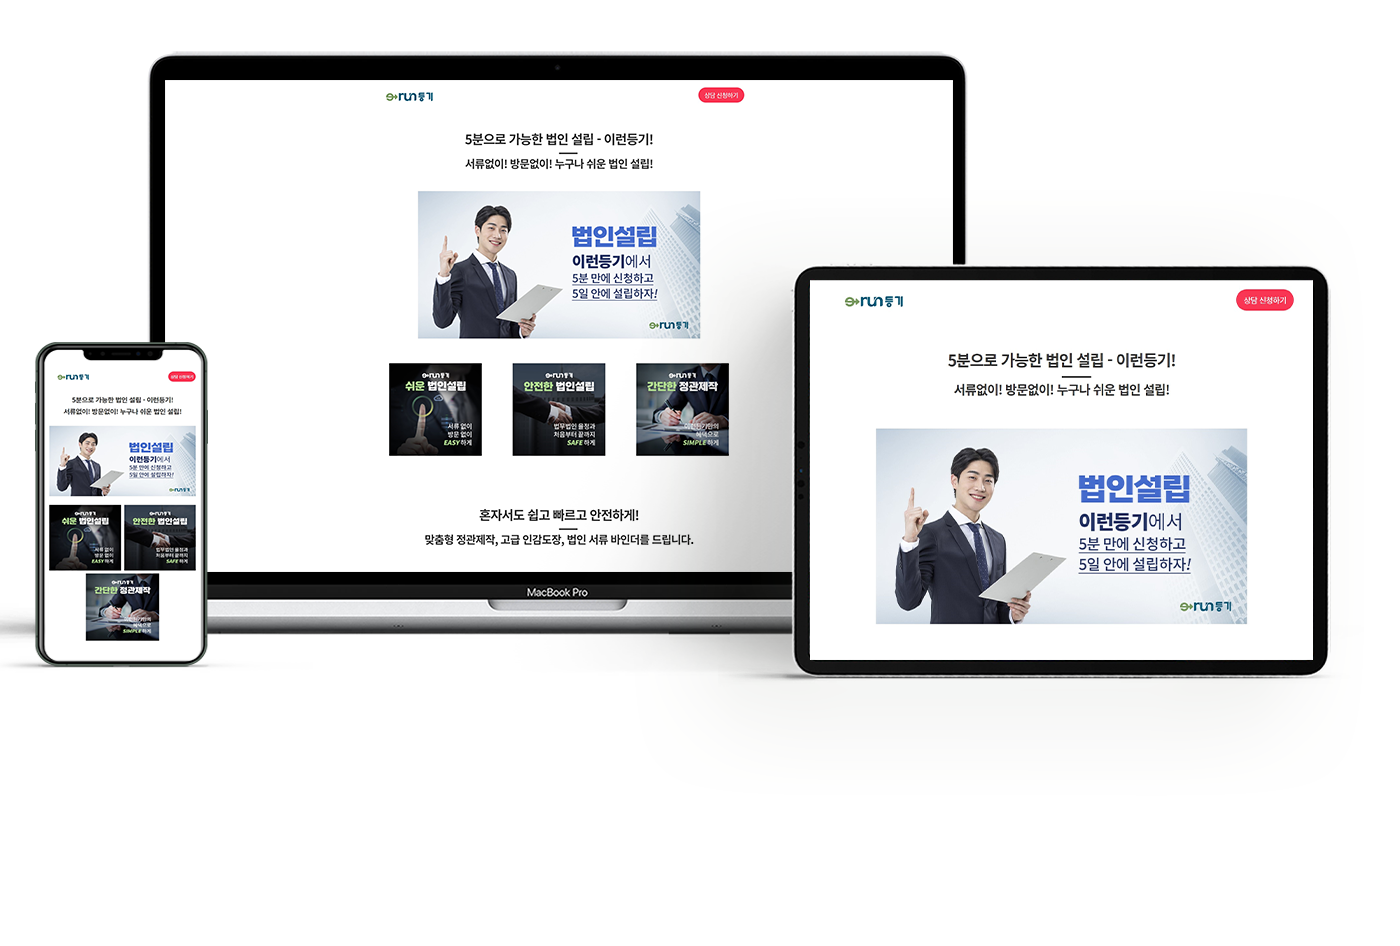 run등기
상담 신청하기
5분으로 가능한 법인 설립 - 이런등기!
서류없이! 방문없이! 누구나 쉬운 법인 설립!
법인설립
이런등기에서
5분 만에 신청하고
5일 안에 설립하자!
run등기
run등기
쉬운 법인설립
서류 없이
방문 없이
EASY 하게
run등기
안전한 법인설립
법무법인 율정과
처음부터 끝까지
SAFE 하게
run등기
간단한 정관제작
이런등기만의
혜택으로
SIMPLE 하게
혼자서도 쉽고 빠르고 안전하게!
맞춤형 정관제작, 고급 인감도장, 법인 서류 바인더를 드립니다.
MacBook Pro
run등기
상담 신청하기
5분으로 가능한 법인 설립 - 이런등기!
서류없이! 방문없이! 누구나 쉬운 법인 설립!
법인설립
이런등기에서
5분 만에 신청하고
5일 안에 설립하자!
run등기
run등기
상담 신청하기
5분으로 가능한 법인 설립 - 이런등기!
서류없이! 방문없이! 누구나 쉬운 법인 설립!
법인설립
이런등기에서
5분 만에 신청하고
5일 안에 설립하자!
run등기
run등기
쉬운 법인설립
서류 없이
방문 없이
EASY 하게
run등기
안전한 법인설립
법무법인 율정과
처음부터 끝까지
SAFE 하게
run등기
간단한 정관제작
이런등기만의
혜택으로
SIMPLE 하게